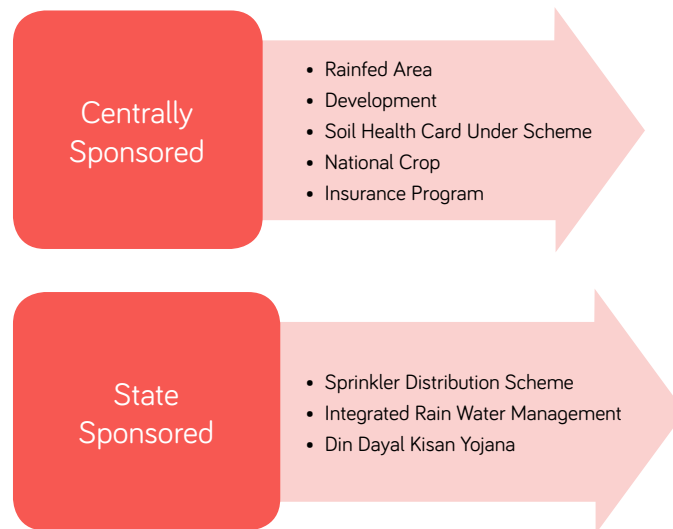 Centrally
Sponsored
• Rainfed Area
• Development
• Soil Health Card Under Scheme
• National Crop
• Insurance Program
State
Sponsored
• Sprinkler Distribution Scheme
• Integrated Rain Water Management
• Din Dayal Kisan Yojana